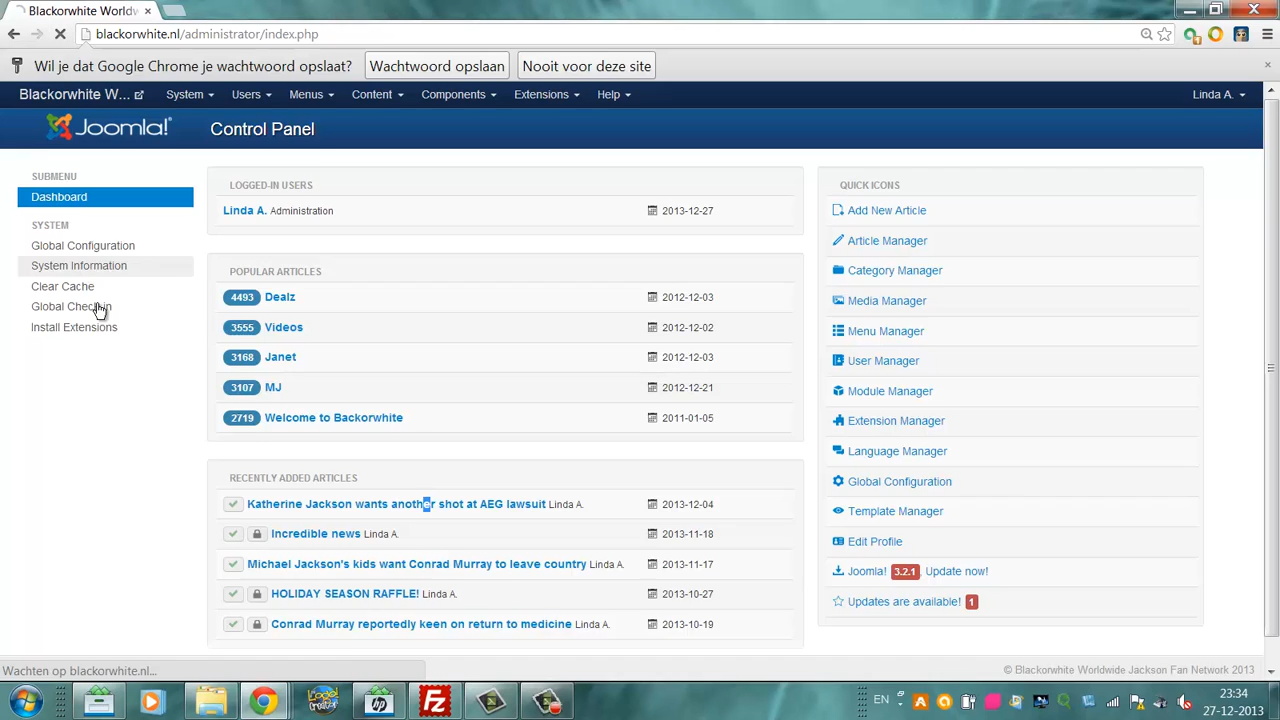 Blackorwhite Worldw
blackorwhite.nl/administrator/index.php
Wil je dat Google Chrome je wachtwoord opslaat? Wachtwoord opslaan Nooit voor deze site
Blackorwhite W... System Users Menus Content Components Extensions Help Linda A.
Joomla! Control Panel
SUBMENU
Dashboard
SYSTEM
Global Configuration
System Information
Clear Cache
Global Check-in
Install Extensions
LOGGED-IN USERS
Linda A. Administration 2013-12-27
POPULAR ARTICLES
4493 Dealz 2012-12-03
3555 Videos 2012-12-02
3168 Janet 2012-12-03
3107 MJ 2012-12-21
2719 Welcome to Backorwhite 2011-01-05
RECENTLY ADDED ARTICLES
Katherine Jackson wants another shot at AEG lawsuit Linda A. 2013-12-04
Incredible news Linda A. 2013-11-18
Michael Jackson's kids want Conrad Murray to leave country Linda A. 2013-11-17
HOLIDAY SEASON RAFFLE! Linda A. 2013-10-27
Conrad Murray reportedly keen on return to medicine Linda A. 2013-10-19
QUICK ICONS
Add New Article
Article Manager
Category Manager
Media Manager
Menu Manager
User Manager
Module Manager
Extension Manager
Language Manager
Global Configuration
Template Manager
Edit Profile
Joomla! 3.2.1 Update now!
Updates are available! 1
Wachten op blackorwhite.nl...
© Blackorwhite Worldwide Jackson Fan Network 2013
EN
23:34
27-12-2013